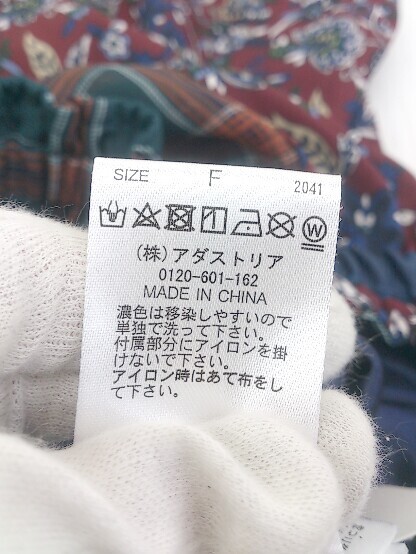 SIZE F 2041
W
(株)アダストリア
0120-601-162
MADE IN CHINA
濃色は移染しやすいので
単独で洗って下さい。
付属部分にアイロンを掛
けないで下さい。
アイロン時はあて布をし
て下さい。